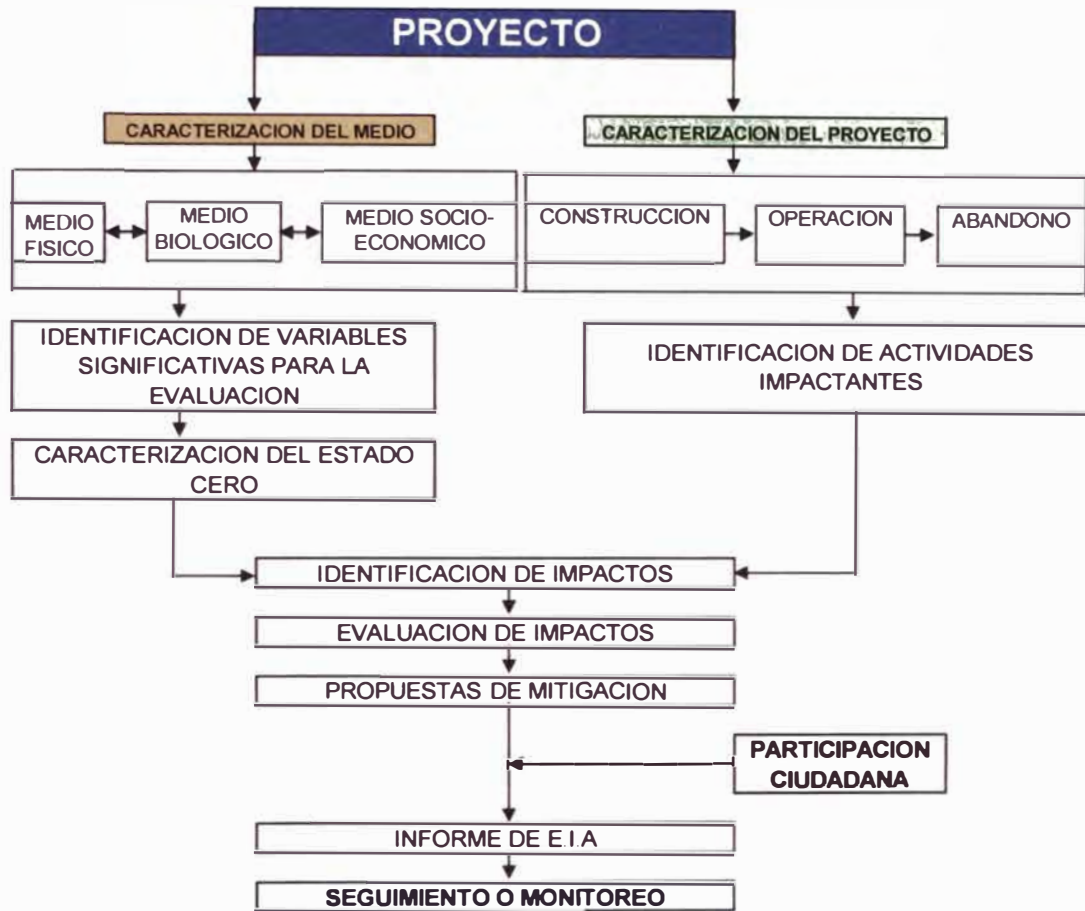 PROYECTO
CARACTERIZACION DEL MEDIO
CARACTERIZACION DEL PROYECTO
MEDIO
FISICO
MEDIO
BIOLOGICO
MEDIO SOCIO-
ECONOMICO
CONSTRUCCION
OPERACION
ABANDONO
IDENTIFICACION DE VARIABLES
SIGNIFICATIVAS PARA LA
EVALUACION
IDENTIFICACION DE ACTIVIDADES
IMPACTANTES
CARACTERIZACION DEL ESTADO
CERO
IDENTIFICACION DE IMPACTOS
EVALUACION DE IMPACTOS
PROPUESTAS DE MITIGACION
PARTICIPACION
CIUDADANA
INFORME DE E.I.A
SEGUIMIENTO O MONITOREO